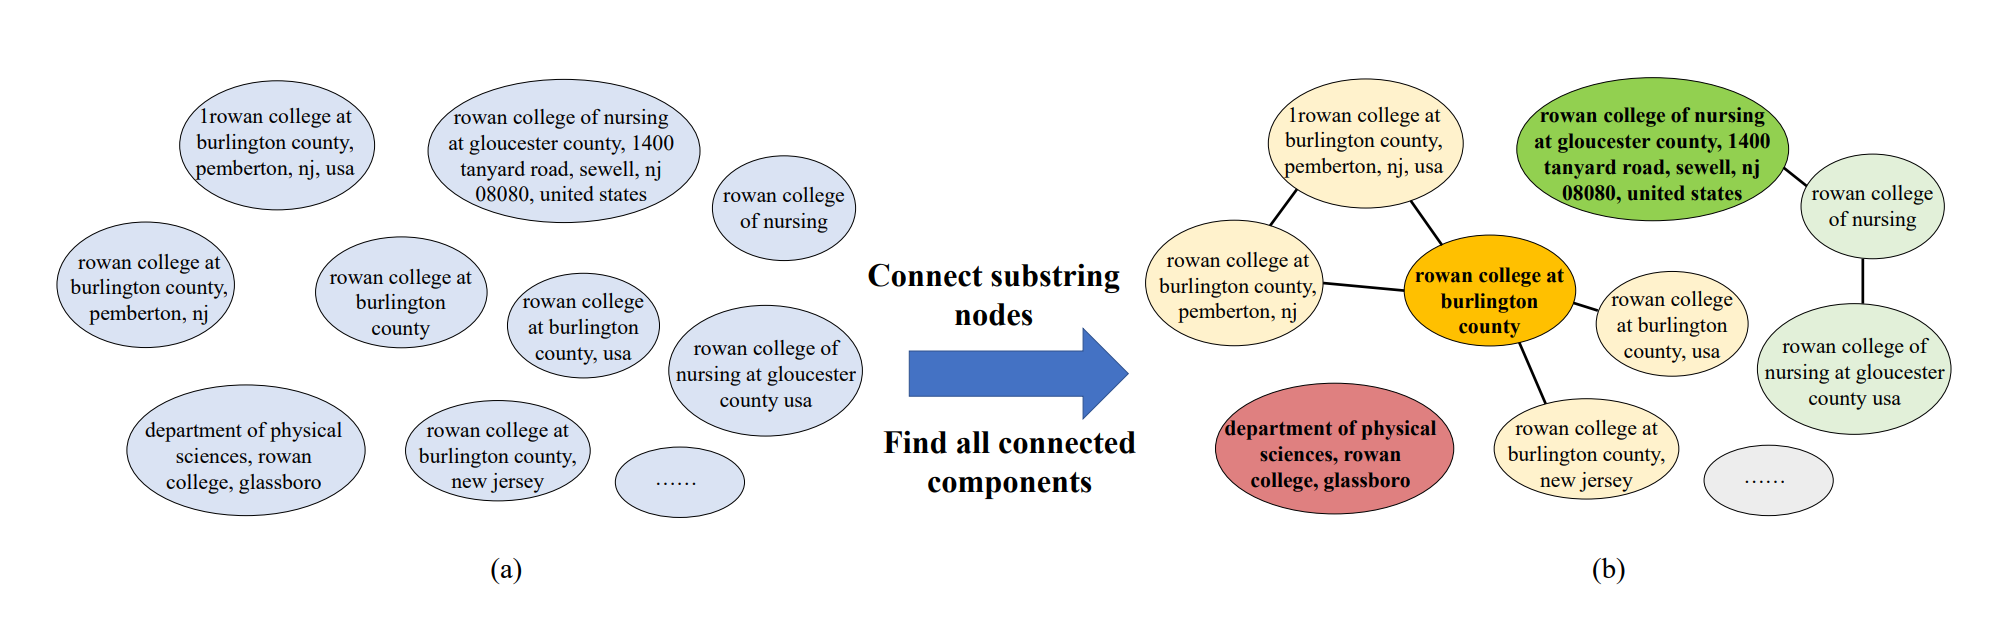 1rowan college at
burlington county,
pemberton, nj, usa
rowan college of nursing
at gloucester county, 1400
tanyard road, sewell, nj
08080, united states
rowan college
of nursing
rowan college at
burlington county,
pemberton, nj
rowan college at
burlington
county
rowan college
at burlington
county, usa
rowan college of
nursing at gloucester
county usa
department of physical
sciences, rowan
college, glassboro
rowan college at
burlington county,
new jersey
......
(a)
Connect substring
nodes
Find all connected
components
1rowan college at
burlington county,
pemberton, nj, usa
rowan college of nursing
at gloucester county, 1400
tanyard road, sewell, nj
08080, united states
rowan college
of nursing
rowan college at
burlington county,
pemberton, nj
rowan college at
burlington
county
rowan college
at burlington
county, usa
rowan college of
nursing at gloucester
county usa
department of physical
sciences, rowan
college, glassboro
rowan college at
burlington county,
new jersey
......
(b)